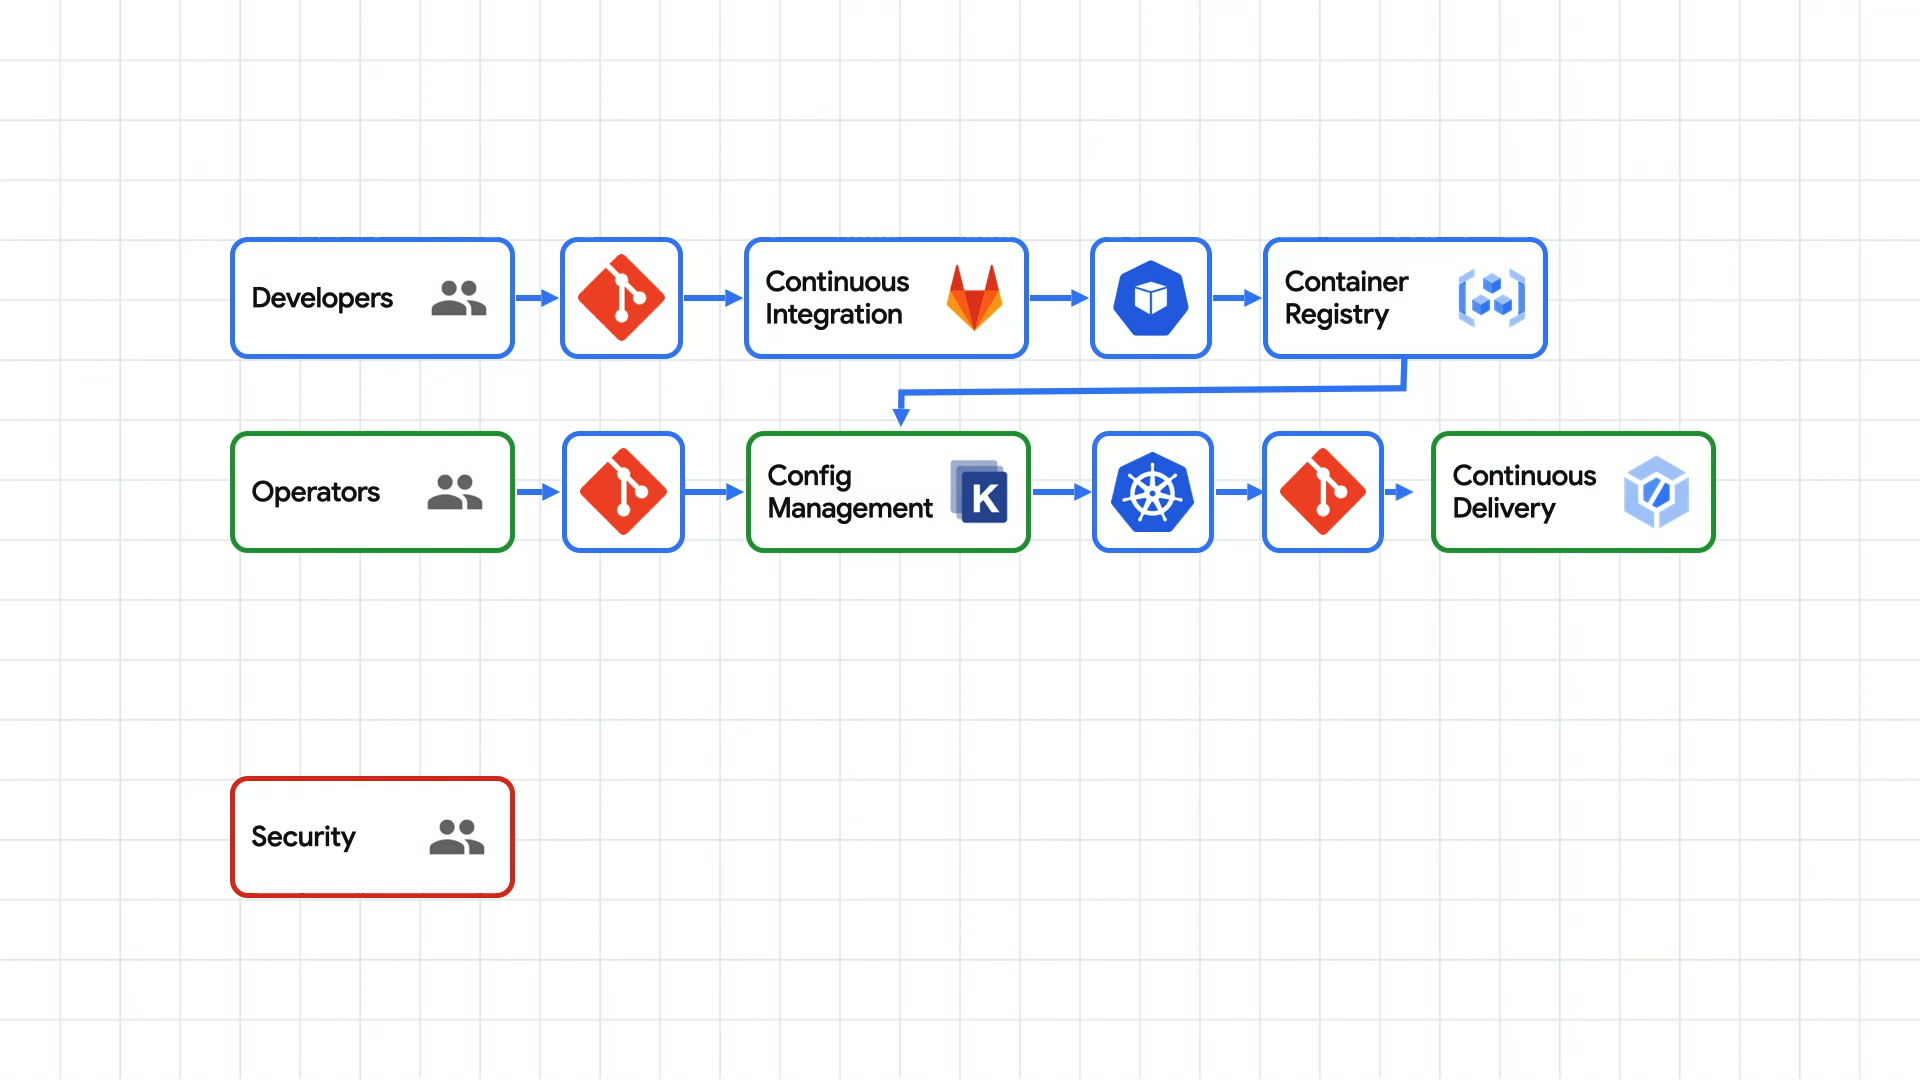 Developers
Continuous
Integration
Container
Registry
Operators
Config
Management
K
Continuous
Delivery
Security